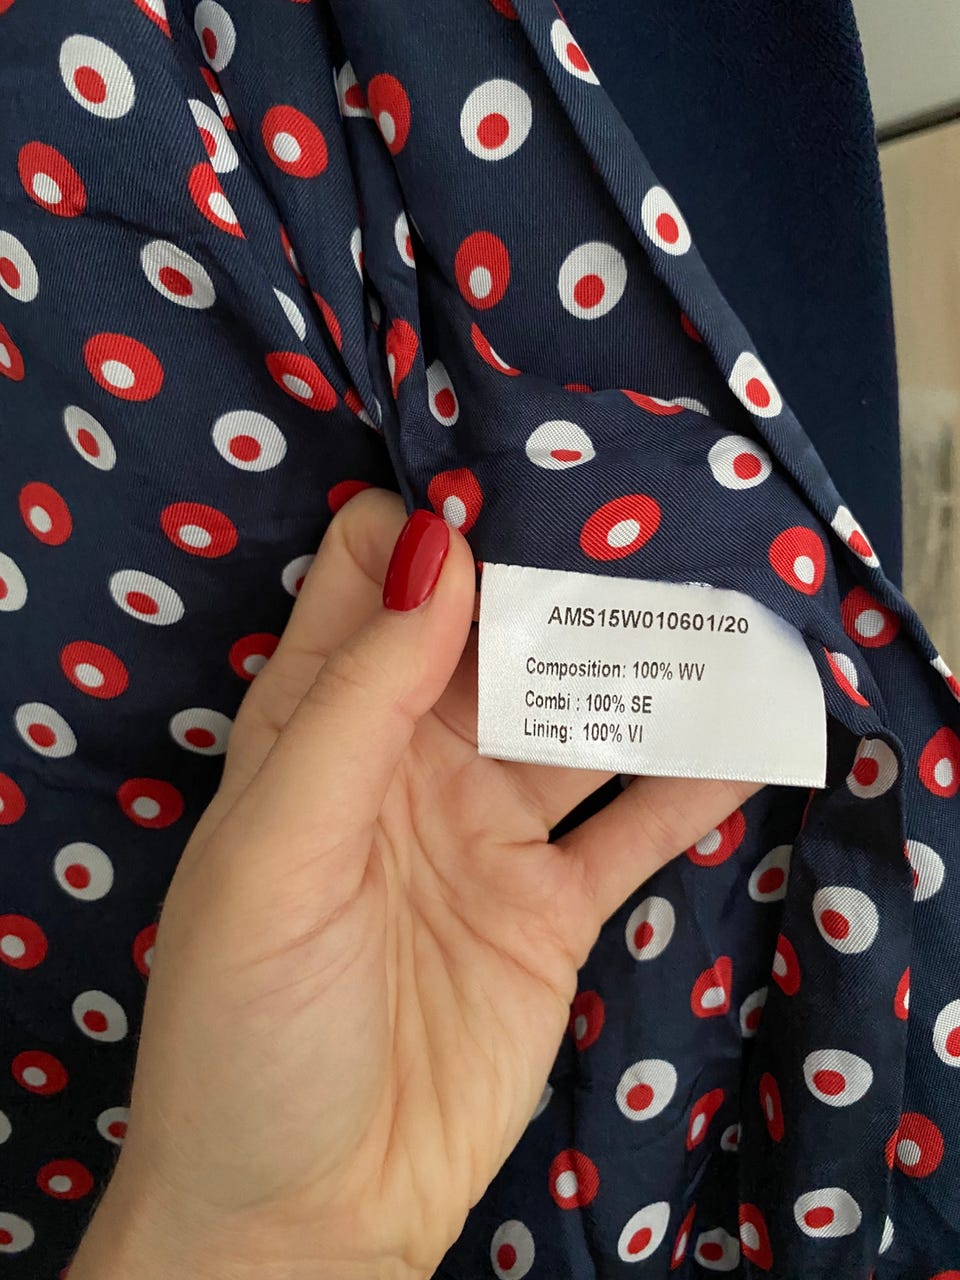 AMS15W010601/20
Composition: 100% WV
Combi : 100% SE
Lining: 100% VI